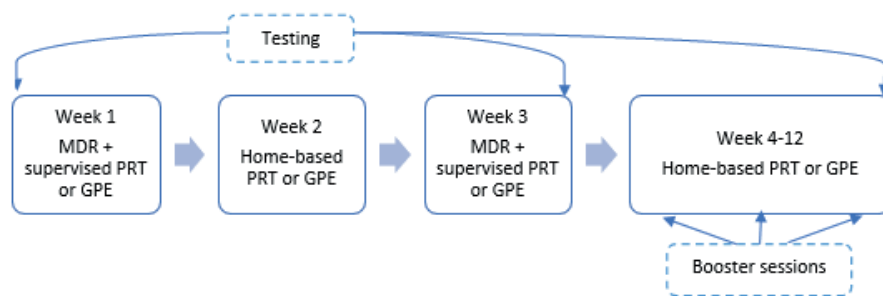 Testing
Week 1
MDR +
supervised PRT
or GPE
Week 2
Home-based
PRT or GPE
Week 3
MDR +
supervised PRT
or GPE
Week 4-12
Home-based PRT or GPE
Booster sessions